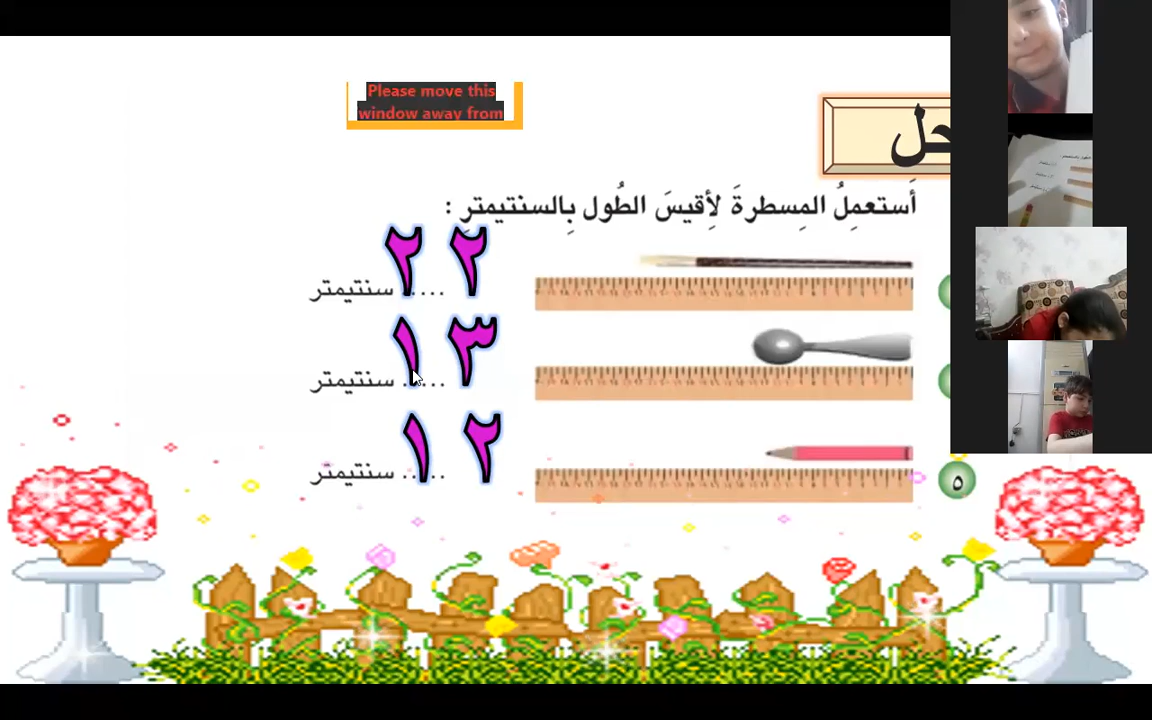 Please move this
window away from
حل
أَستعمِلُ المِسطرةَ لِأقيسَ الطُول بِالسنتيمترِ :
٢٢ ..... سنتيمتر
١٣ ..... سنتيمتر
٥ ١٢ ..... سنتيمتر